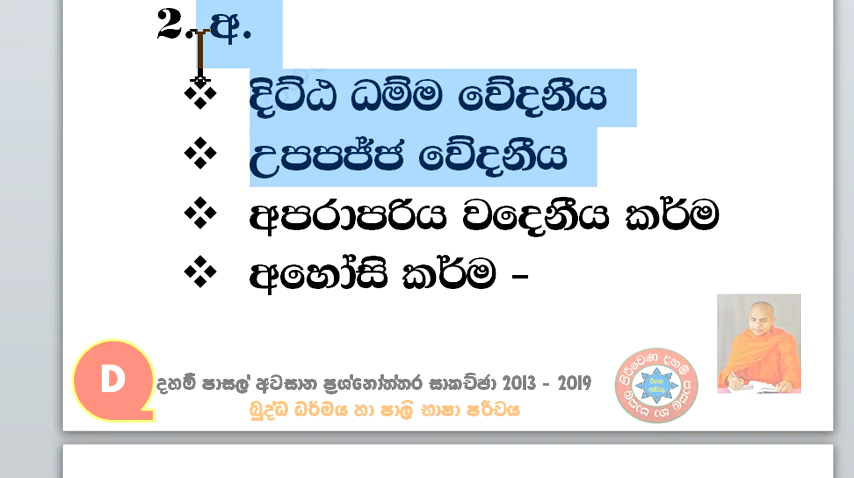 2. අ.
❖ දිට්ඨ ධම්ම වේදනීය
❖ උපපජ්ජ වේදනීය
❖ අපරාපරිය වදෙනීය කර්ම
❖ අහෝසි කර්ම –
D
දහම් පාසල් අවසාන ප්‍රශ්නෝත්තර සාකච්ඡා 2013 - 2019
බුද්ධ ධර්මය හා පාලි භාෂා පරිචය